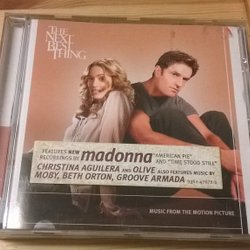 THE
NEXT
BEST
THING
FEATURES NEW
RECORDINGS BY madonna "AMERICAN PIE"
AND "TIME STOOD STILL"
CHRISTINA AGUILERA AND OLIVE ALSO FEATURES MUSIC BY
MOBY, BETH ORTON, GROOVE ARMADA
MUSIC FROM THE MOTION PICTURE